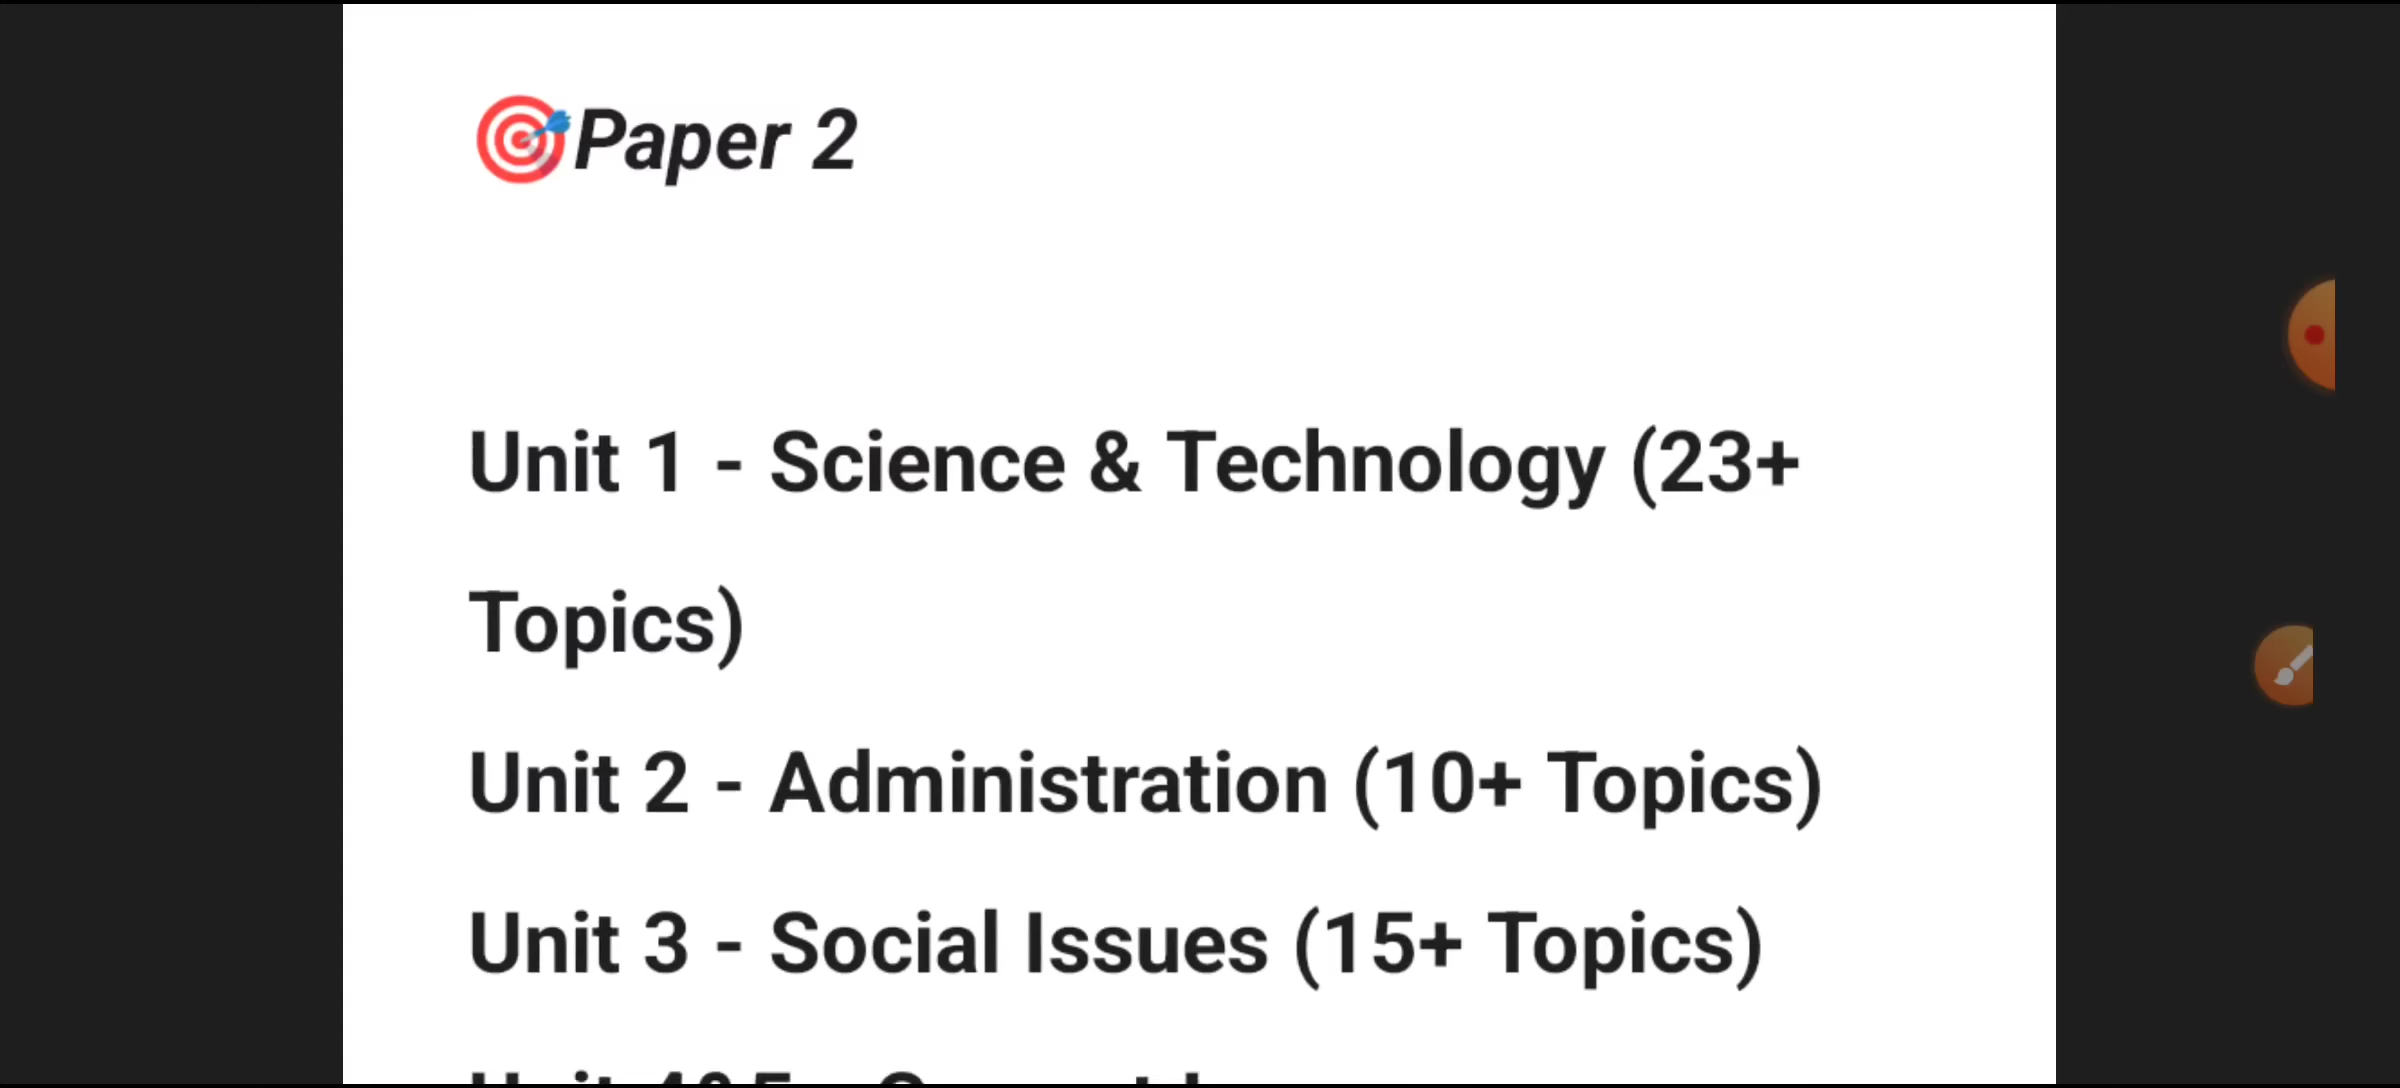 🎯Paper 2
Unit 1 - Science & Technology (23+
Topics)
Unit 2 - Administration (10+ Topics)
Unit 3 - Social Issues (15+ Topics)